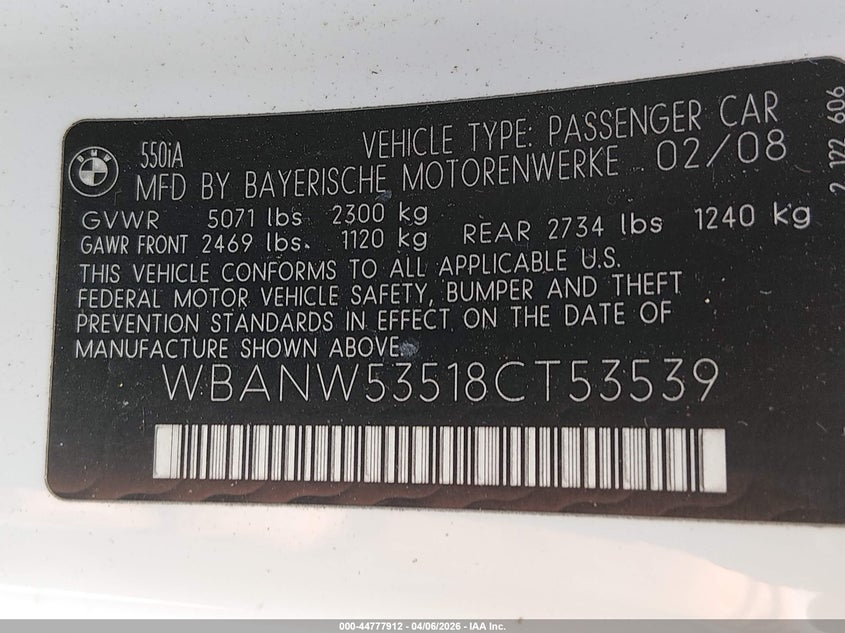 BMW
550iA
VEHICLE TYPE: PASSENGER CAR
MFD BY BAYERISCHE MOTORENWERKE 02/08
GVWR 5071 lbs 2300 kg
GAWR FRONT 2469 lbs. 1120 kg REAR 2734 lbs 1240 kg
THIS VEHICLE CONFORMS TO ALL APPLICABLE U.S.
FEDERAL MOTOR VEHICLE SAFETY, BUMPER AND THEFT
PREVENTION STANDARDS IN EFFECT ON THE DATE OF
MANUFACTURE SHOWN ABOVE.
WBANW53518CT53539
2 122 606
000-44777912 - 04/06/2026 - IAA Inc.